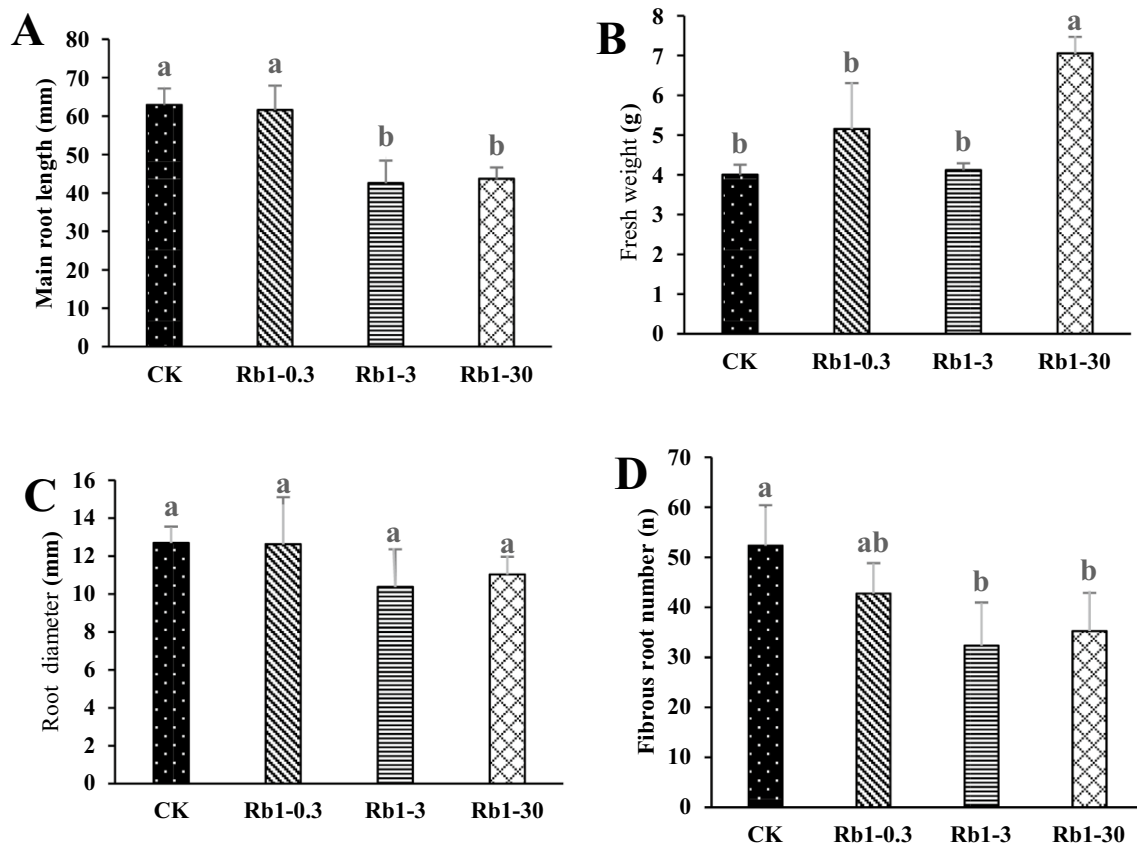 A
Main root length (mm)
80
70
60
50
40
30
20
10
0
a
a
b
b
CK Rb1-0.3 Rb1-3 Rb1-30
B
Fresh weight (g)
8
7
6
5
4
3
2
1
0
b
b
b
a
CK Rb1-0.3 Rb1-3 Rb1-30
C
Root diameter (mm)
16
14
12
10
8
6
4
2
0
a
a
a
a
CK Rb1-0.3 Rb1-3 Rb1-30
D
Fibrous root number (n)
70
60
50
40
30
20
10
0
a
ab
b
b
CK Rb1-0.3 Rb1-3 Rb1-30